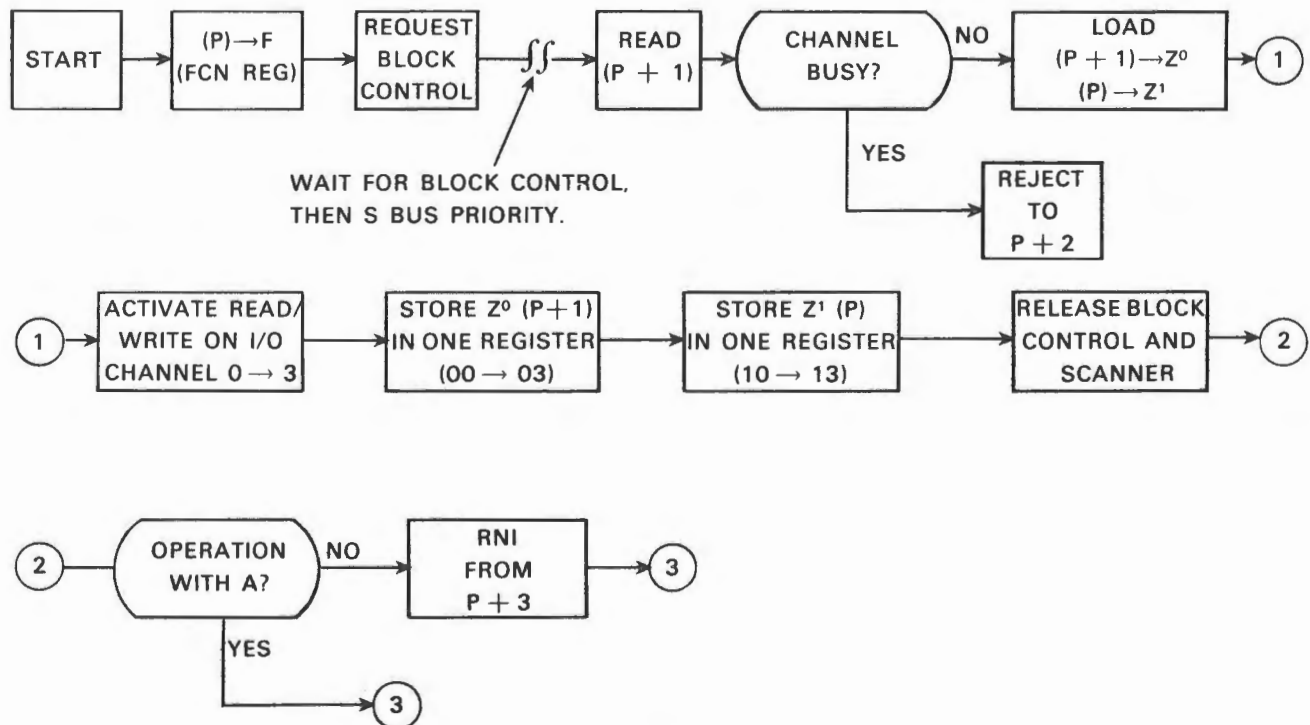 START
(P)→F
(FCN REG)
REQUEST
BLOCK
CONTROL
READ
(P + 1)
CHANNEL
BUSY?
NO
LOAD
(P + 1)→Z⁰
(P)→Z¹
1
WAIT FOR BLOCK CONTROL,
THEN S BUS PRIORITY.
YES
REJECT
TO
P + 2
1
ACTIVATE READ/
WRITE ON I/O
CHANNEL 0 → 3
STORE Z⁰ (P+1)
IN ONE REGISTER
(00 → 03)
STORE Z¹ (P)
IN ONE REGISTER
(10 → 13)
RELEASE BLOCK
CONTROL AND
SCANNER
2
2
OPERATION
WITH A?
NO
RNI
FROM
P + 3
3
YES
3